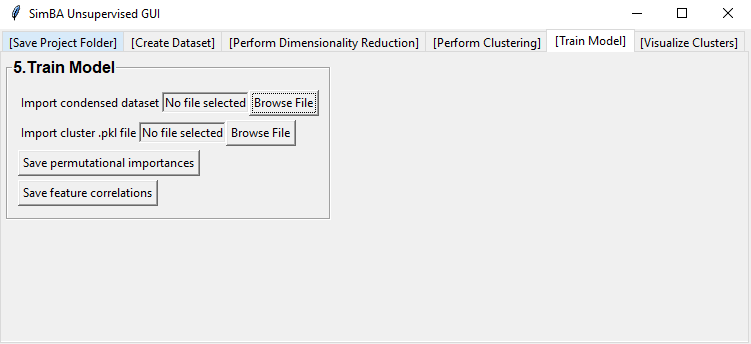 SimBA Unsupervised GUI
[Save Project Folder] [Create Dataset] [Perform Dimensionality Reduction] [Perform Clustering] [Train Model] [Visualize Clusters]
5.Train Model
Import condensed dataset No file selected Browse File
Import cluster .pkl file No file selected Browse File
Save permutational importances
Save feature correlations